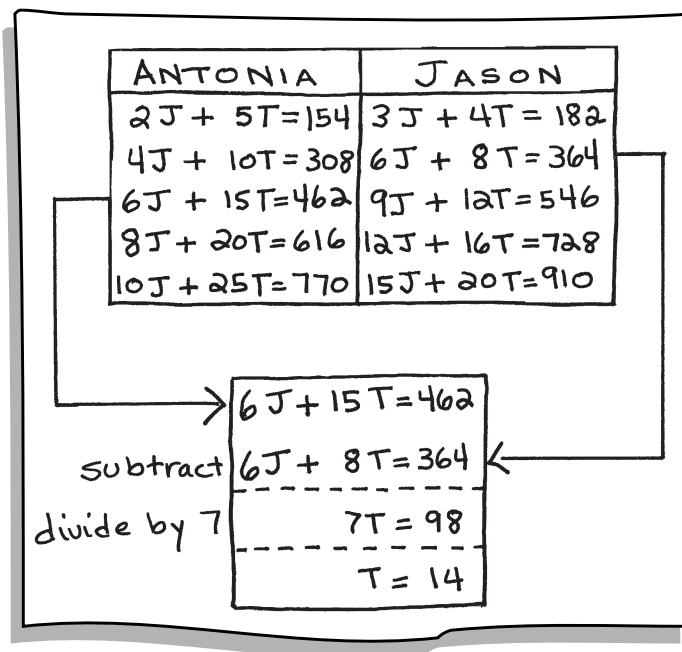 ANTONIA JASON
2J + 5T=154 3J + 4T = 182
4J + 10T=308 6J + 8T=364
6J + 15T=462 9J + 12T=546
8J + 20T=616 12J + 16T=728
10J + 25T=770 15J + 20T=910
6J + 15T=462
subtract 6J + 8T=364
divide by 7 7T = 98
T = 14